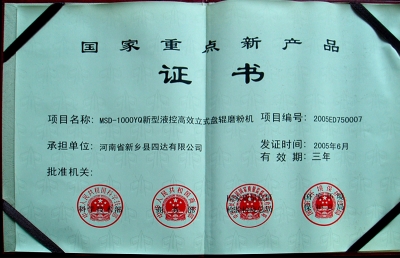 国家重点新产品
证书
项目名称：MSD-1000YQ新型液控高效立式盘辊磨粉机 项目编号：2005ED750007
承担单位：河南省新乡县四达有限公司 发证时间：2005年6月
有效期：三年
批准机关：